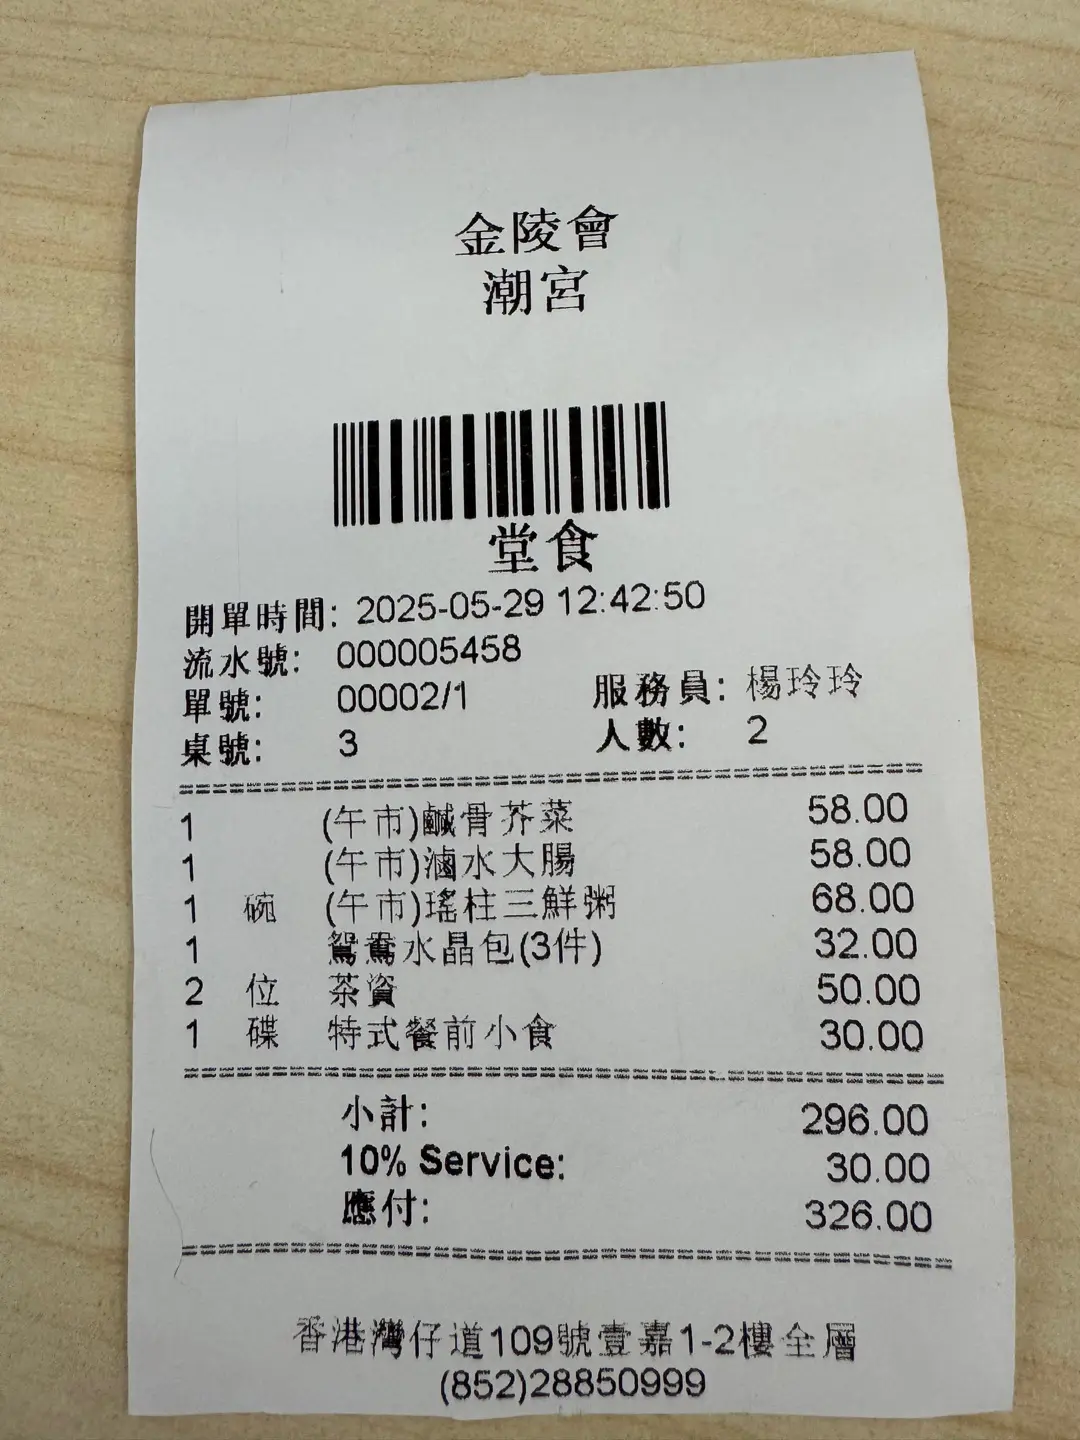 金陵會
潮宮
堂食
開單時間: 2025-05-29 12:42:50
流水號: 000005458
單號: 00002/1 服務員: 楊玲玲
桌號: 3 人數: 2
1 (午市)鹹骨芥菜 58.00
1 (午市)滷水大腸 58.00
1 碗 (午市)瑤柱三鮮粥 68.00
1 鴛鴦水晶包(3件) 32.00
2 位 茶資 50.00
1 碟 特式餐前小食 30.00
小計: 296.00
10% Service: 30.00
應付: 326.00
香港灣仔道109號壹嘉1-2樓全層
(852)28850999